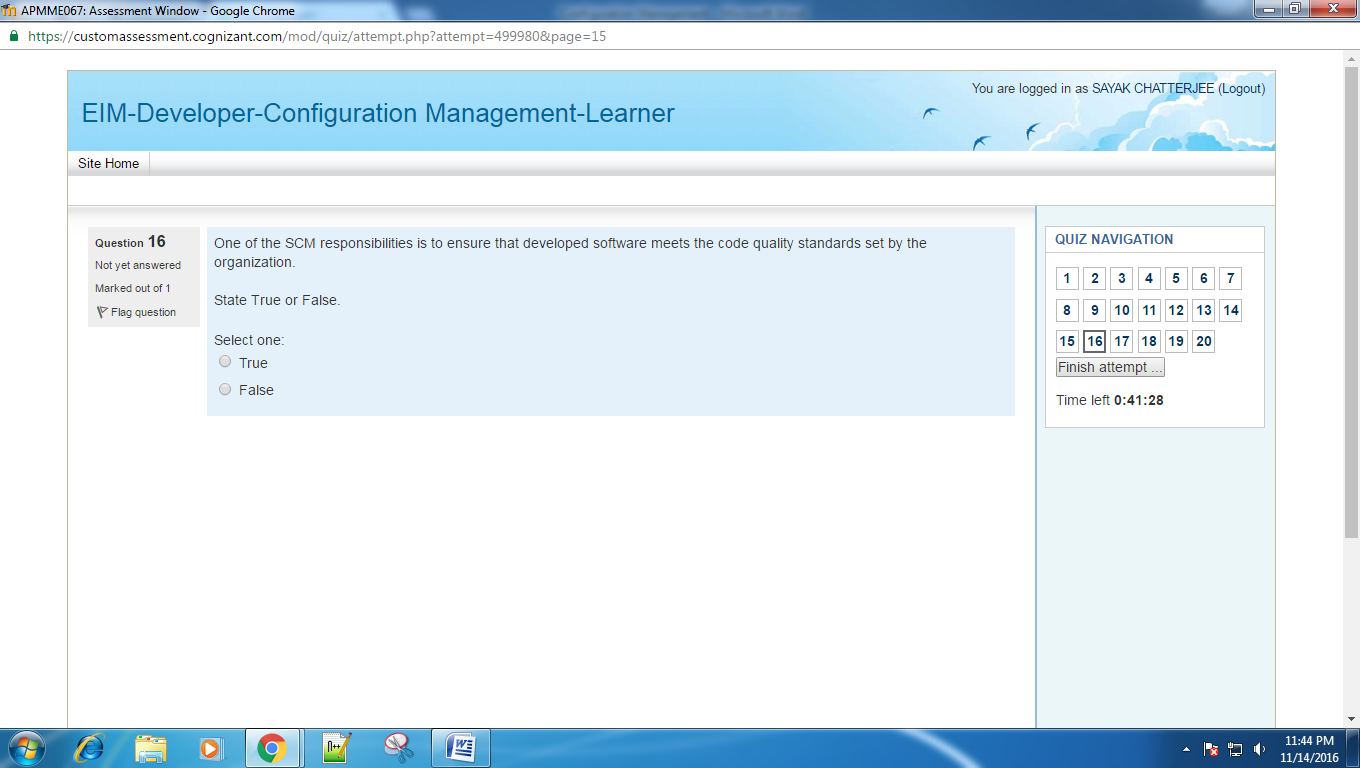 APMME067: Assessment Window - Google Chrome
https://customassessment.cognizant.com/mod/quiz/attempt.php?attempt=499980&page=15
You are logged in as SAYAK CHATTERJEE (Logout)
EIM-Developer-Configuration Management-Learner
Site Home
Question 16
Not yet answered
Marked out of 1
Flag question
One of the SCM responsibilities is to ensure that developed software meets the code quality standards set by the
organization.
State True or False.
Select one:
True
False
QUIZ NAVIGATION
1 2 3 4 5 6 7
8 9 10 11 12 13 14
15 16 17 18 19 20
Finish attempt ...
Time left 0:41:28
11:44 PM
11/14/2016